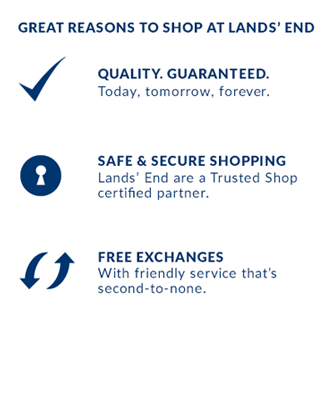 GREAT REASONS TO SHOP AT LANDS’ END
QUALITY. GUARANTEED.
Today, tomorrow, forever.
SAFE & SECURE SHOPPING
Lands’ End are a Trusted Shop
certified partner.
FREE EXCHANGES
With friendly service that’s
second-to-none.